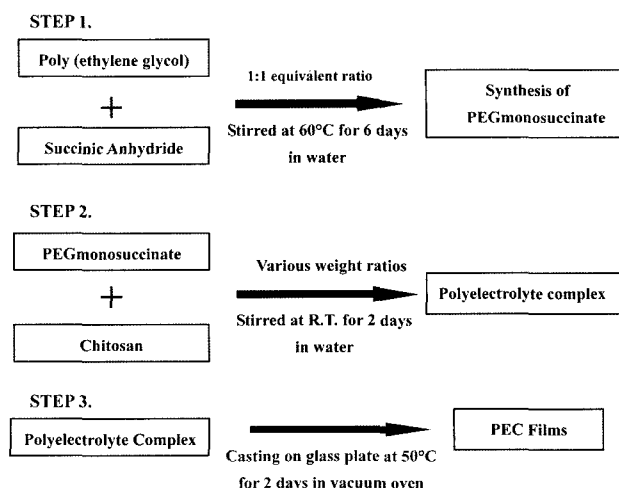 STEP 1.
Poly (ethylene glycol)
+
Succinic Anhydride
1:1 equivalent ratio
Stirred at 60°C for 6 days
in water
Synthesis of
PEGmonosuccinate
STEP 2.
PEGmonosuccinate
+
Chitosan
Various weight ratios
Stirred at R.T. for 2 days
in water
Polyelectrolyte complex
STEP 3.
Polyelectrolyte Complex
Casting on glass plate at 50°C
for 2 days in vacuum oven
PEC Films